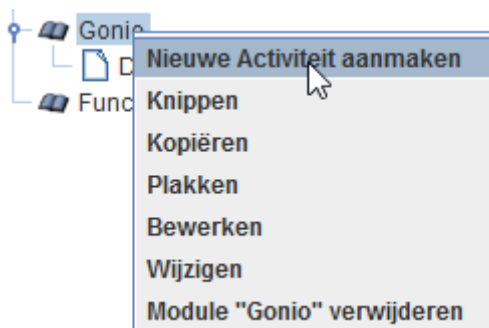 Gonio
Nieuwe Activiteit aanmaken
D
Knippen
Func
Kopiëren
Plakken
Bewerken
Wijzigen
Module "Gonio" verwijderen